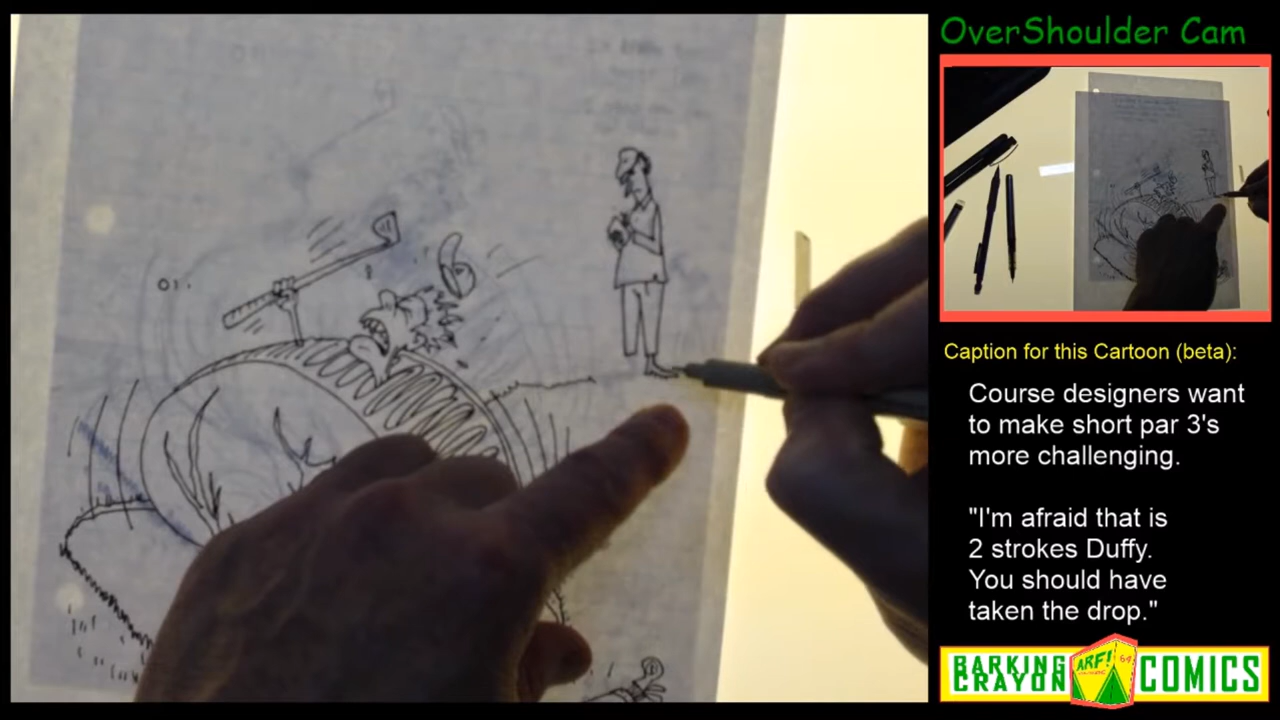 OverShoulder Cam
Caption for this Cartoon (beta):
Course designers want
to make short par 3's
more challenging.
"I'm afraid that is
2 strokes Duffy.
You should have
taken the drop."
BARKING
CRAYON
ARF!
64
COMICS